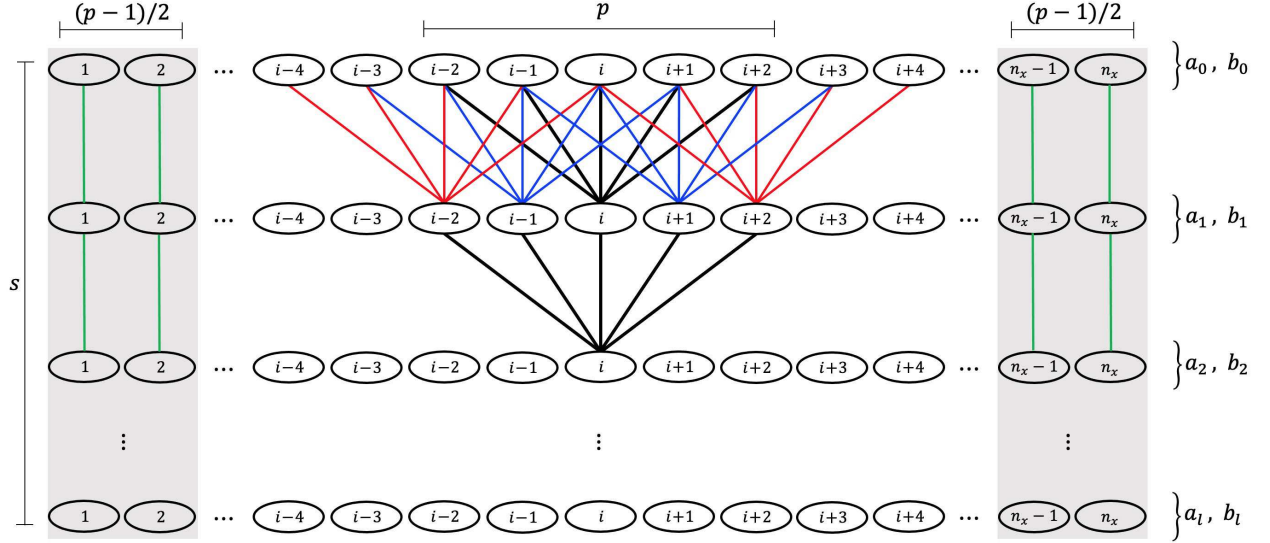 (p − 1)/2 p (p − 1)/2
1 2 ... i−4 i−3 i−2 i−1 i i+1 i+2 i+3 i+4 ... nₓ − 1 nₓ } a₀ , b₀
s
1 2 ... i−4 i−3 i−2 i−1 i i+1 i+2 i+3 i+4 ... nₓ − 1 nₓ } a₁ , b₁
1 2 ... i−4 i−3 i−2 i−1 i i+1 i+2 i+3 i+4 ... nₓ − 1 nₓ } a₂ , b₂
⋮ ⋮ ⋮
1 2 ... i−4 i−3 i−2 i−1 i i+1 i+2 i+3 i+4 ... nₓ − 1 nₓ } aₗ , bₗ